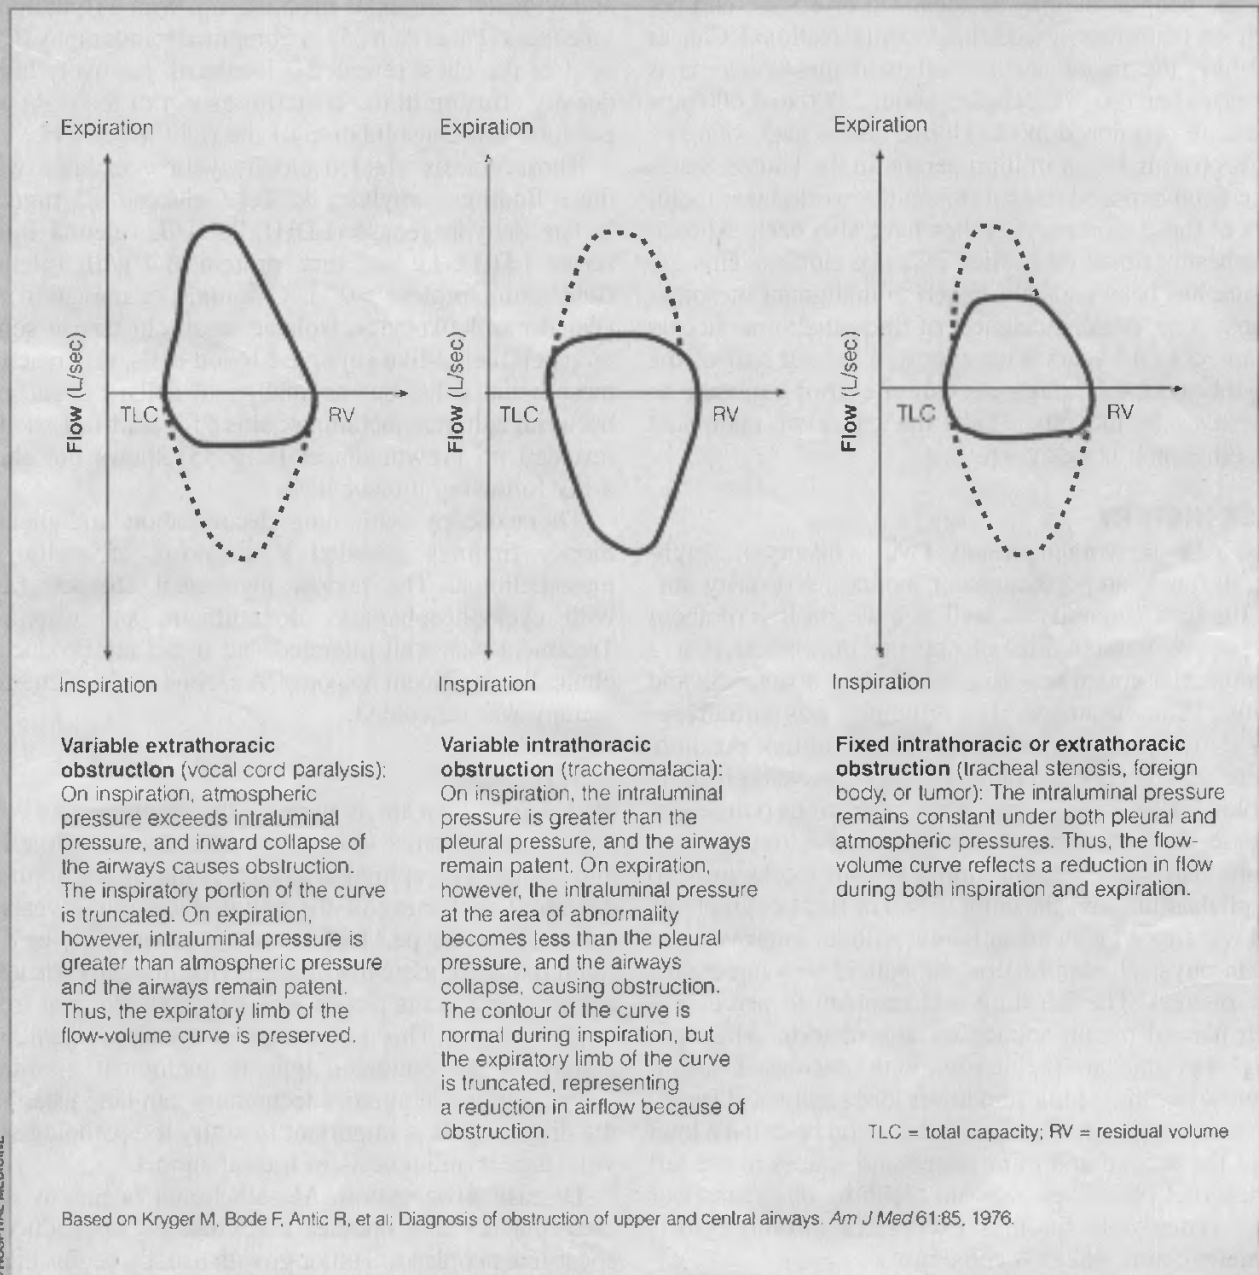 Expiration
Flow (L/sec)
TLC
RV
Inspiration
Expiration
Flow (L/sec)
TLC
RV
Inspiration
Expiration
Flow (L/sec)
TLC
RV
Inspiration
Variable extrathoracic
obstruction (vocal cord paralysis):
On inspiration, atmospheric
pressure exceeds intraluminal
pressure, and inward collapse of
the airways causes obstruction.
The inspiratory portion of the curve
is truncated. On expiration,
however, intraluminal pressure is
greater than atmospheric pressure
and the airways remain patent.
Thus, the expiratory limb of the
flow-volume curve is preserved.
Variable intrathoracic
obstruction (tracheomalacia):
On inspiration, the intraluminal
pressure is greater than the
pleural pressure, and the airways
remain patent. On expiration,
however, the intraluminal pressure
at the area of abnormality
becomes less than the pleural
pressure, and the airways
collapse, causing obstruction.
The contour of the curve is
normal during inspiration, but
the expiratory limb of the curve
is truncated, representing
a reduction in airflow because of
obstruction.
Fixed intrathoracic or extrathoracic
obstruction (tracheal stenosis, foreign
body, or tumor): The intraluminal pressure
remains constant under both pleural and
atmospheric pressures. Thus, the flow-
volume curve reflects a reduction in flow
during both inspiration and expiration.
TLC = total capacity; RV = residual volume
Based on Kryger M, Bode F, Antic R, et al: Diagnosis of obstruction of upper and central airways. Am J Med 61:85, 1976.
HOSPITAL MEDICINE